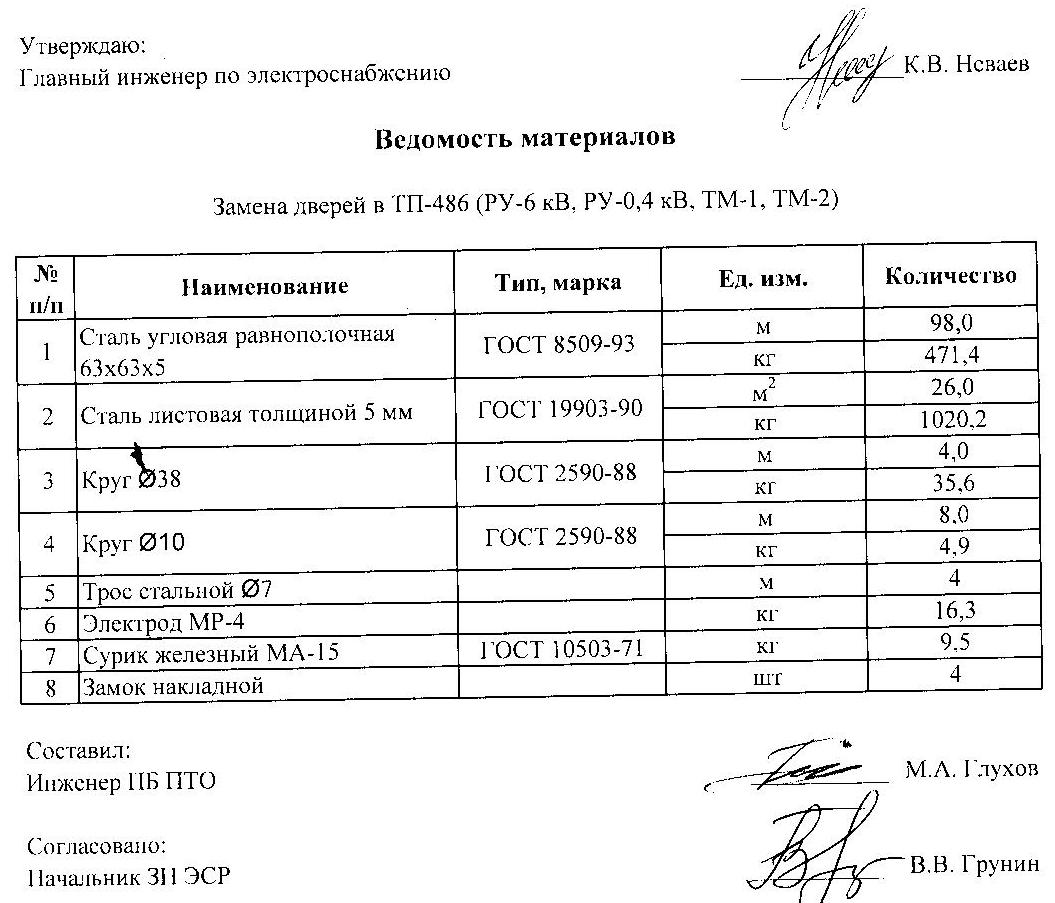 Утверждаю:
Главный инженер по электроснабжению
К.В. Неваев
Ведомость материалов
Замена дверей в ТП-486 (РУ-6 кВ, РУ-0,4 кВ, ТМ-1, ТМ-2)
№ п/п Наименование Тип, марка Ед. изм. Количество
1 Сталь угловая равнополочная 63х63х5 ГОСТ 8509-93 м 98,0
кг 471,4
2 Сталь листовая толщиной 5 мм ГОСТ 19903-90 м² 26,0
кг 1020,2
3 Круг Ø38 ГОСТ 2590-88 м 4,0
кг 35,6
4 Круг Ø10 ГОСТ 2590-88 м 8,0
кг 4,9
5 Трос стальной Ø7 м 4
6 Электрод МР-4 кг 16,3
7 Сурик железный МА-15 ГОСТ 10503-71 кг 9,5
8 Замок накладной шт 4
Составил:
Инженер ПБ ПТО
М.А. Глухов
Согласовано:
Начальник ЗН ЭСР
В.В. Грунин